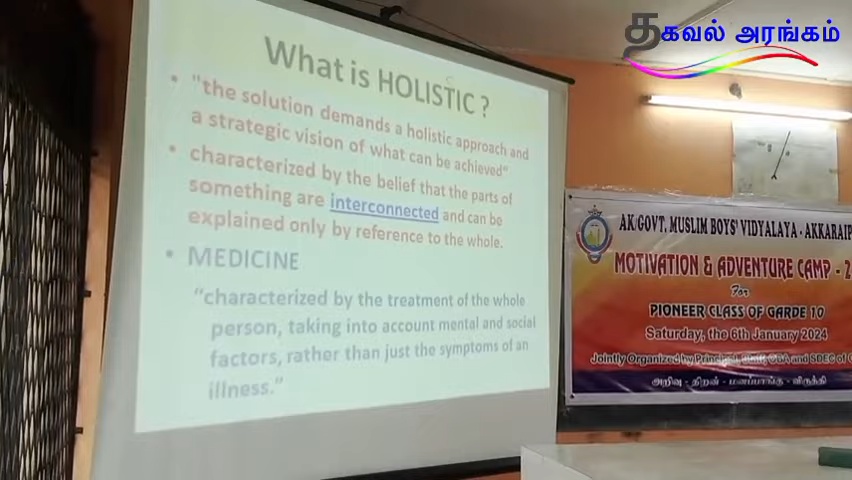 தகவல் அரங்கம்
What is HOLISTIC ?
• "the solution demands a holistic approach and
a strategic vision of what can be achieved"
• characterized by the belief that the parts of
something are interconnected and can be
explained only by reference to the whole.
• MEDICINE
"characterized by the treatment of the whole
person, taking into account mental and social
factors, rather than just the symptoms of an
illness."
AK/GOVT. MUSLIM BOYS' VIDYALAYA - AKKARAIP
MOTIVATION & ADVENTURE CAMP - 2
For
PIONEER CLASS OF GARDE 10
Saturday, the 6th January 2024
Jointly Organized by and SDEC of
அறிவு - திறன் - மனப்பாங்கு - விருத்தி